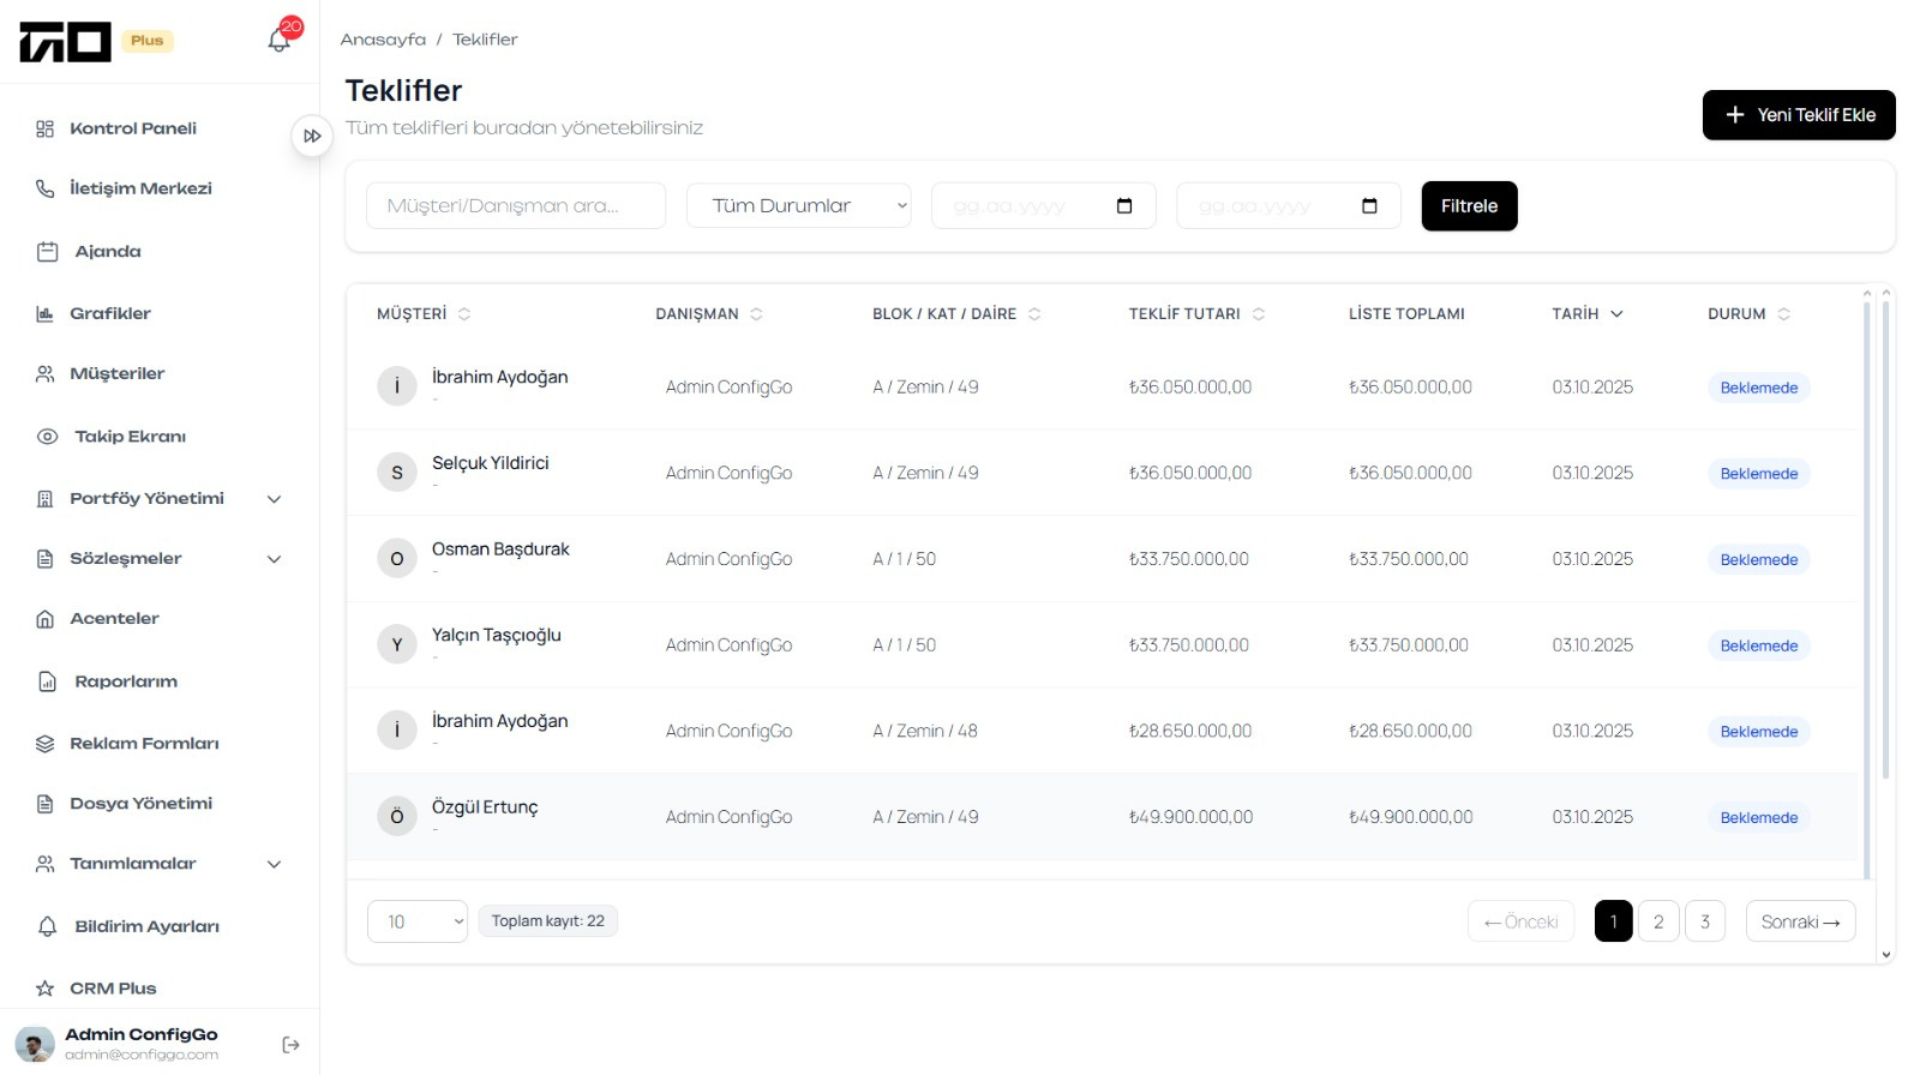 GO Plus
20
Kontrol Paneli
İletişim Merkezi
Ajanda
Grafikler
Müşteriler
Takip Ekranı
Portföy Yönetimi
Sözleşmeler
Acenteler
Raporlarım
Reklam Formları
Dosya Yönetimi
Tanımlamalar
Bildirim Ayarları
CRM Plus
Admin ConfigGo
admin@configgo.com
Anasayfa / Teklifler
Teklifler
Tüm teklifleri buradan yönetebilirsiniz
+ Yeni Teklif Ekle
Müşteri/Danışman ara... Tüm Durumlar gg.aa.yyyy gg.aa.yyyy Filtrele
MÜŞTERİ DANIŞMAN BLOK / KAT / DAİRE TEKLİF TUTARI LİSTE TOPLAMI TARİH DURUM
İ İbrahim Aydoğan - Admin ConfigGo A / Zemin / 49 ₺36.050.000,00 ₺36.050.000,00 03.10.2025 Beklemede
S Selçuk Yildirici - Admin ConfigGo A / Zemin / 49 ₺36.050.000,00 ₺36.050.000,00 03.10.2025 Beklemede
O Osman Başdurak - Admin ConfigGo A / 1 / 50 ₺33.750.000,00 ₺33.750.000,00 03.10.2025 Beklemede
Y Yalçın Taşçıoğlu - Admin ConfigGo A / 1 / 50 ₺33.750.000,00 ₺33.750.000,00 03.10.2025 Beklemede
İ İbrahim Aydoğan - Admin ConfigGo A / Zemin / 48 ₺28.650.000,00 ₺28.650.000,00 03.10.2025 Beklemede
Ö Özgül Ertunç - Admin ConfigGo A / Zemin / 49 ₺49.900.000,00 ₺49.900.000,00 03.10.2025 Beklemede
10 Toplam kayıt: 22 ← Önceki 1 2 3 Sonraki →